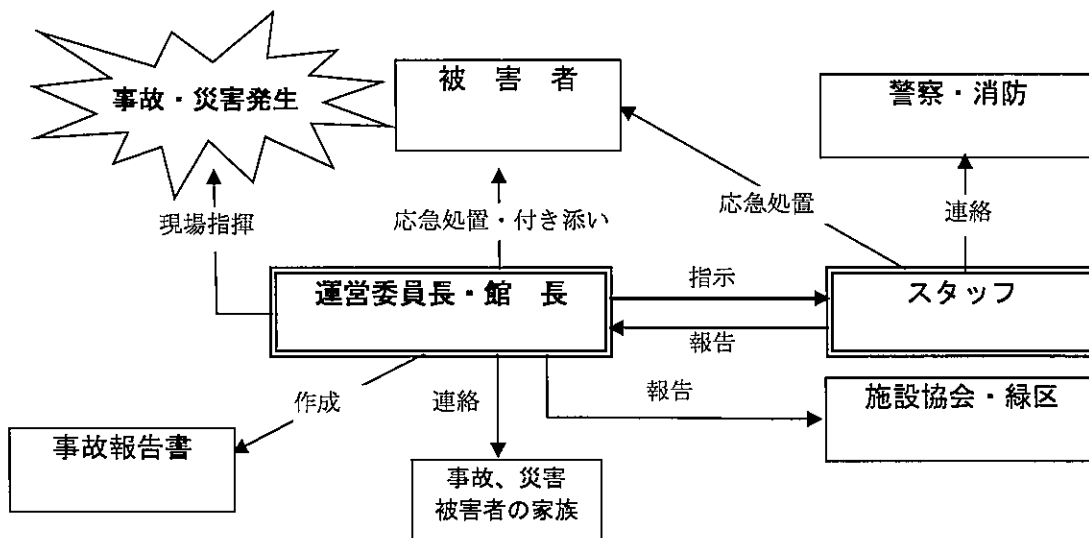 事故・災害発生
被　害　者
警察・消防
現場指揮
応急処置・付き添い
応急処置
連絡
運営委員長・館　長
指示
報告
スタッフ
作成
連絡
報告
施設協会・緑区
事故報告書
事故、災害
被害者の家族